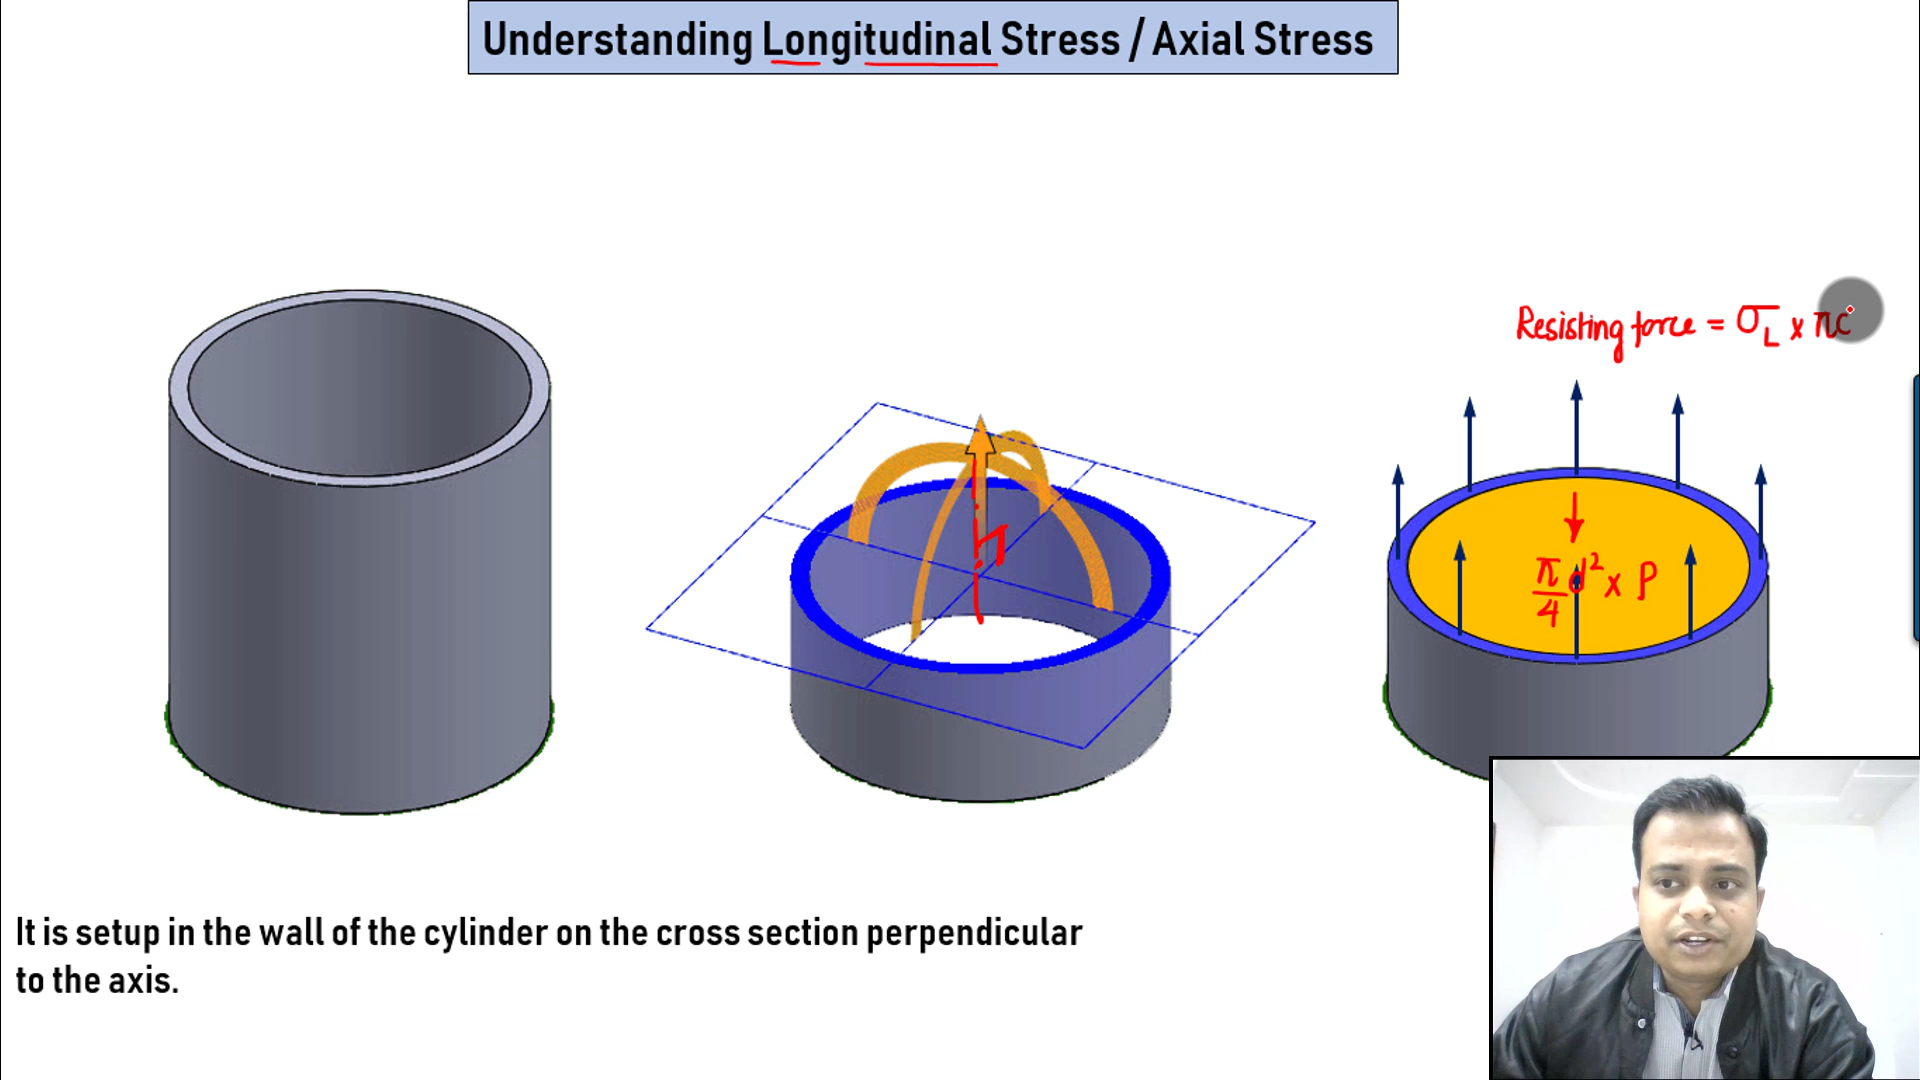 Understanding Longitudinal Stress / Axial Stress
Resisting force = σL × π
π/4 d² × P
It is setup in the wall of the cylinder on the cross section perpendicular
to the axis.